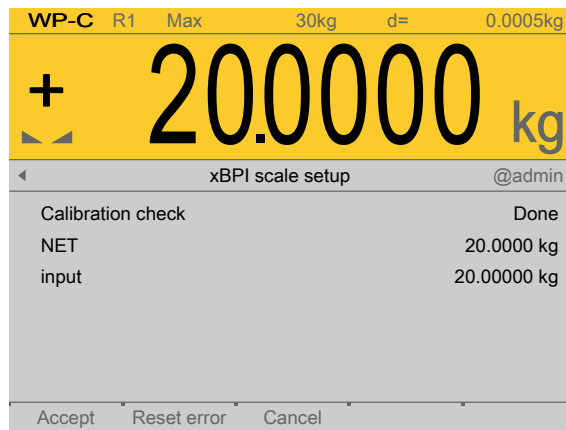 WP-C R1 Max 30kg d= 0.0005kg
+ 20.0000 kg
xBPI scale setup @admin
Calibration check Done
NET 20.0000 kg
input 20.00000 kg
Accept Reset error Cancel